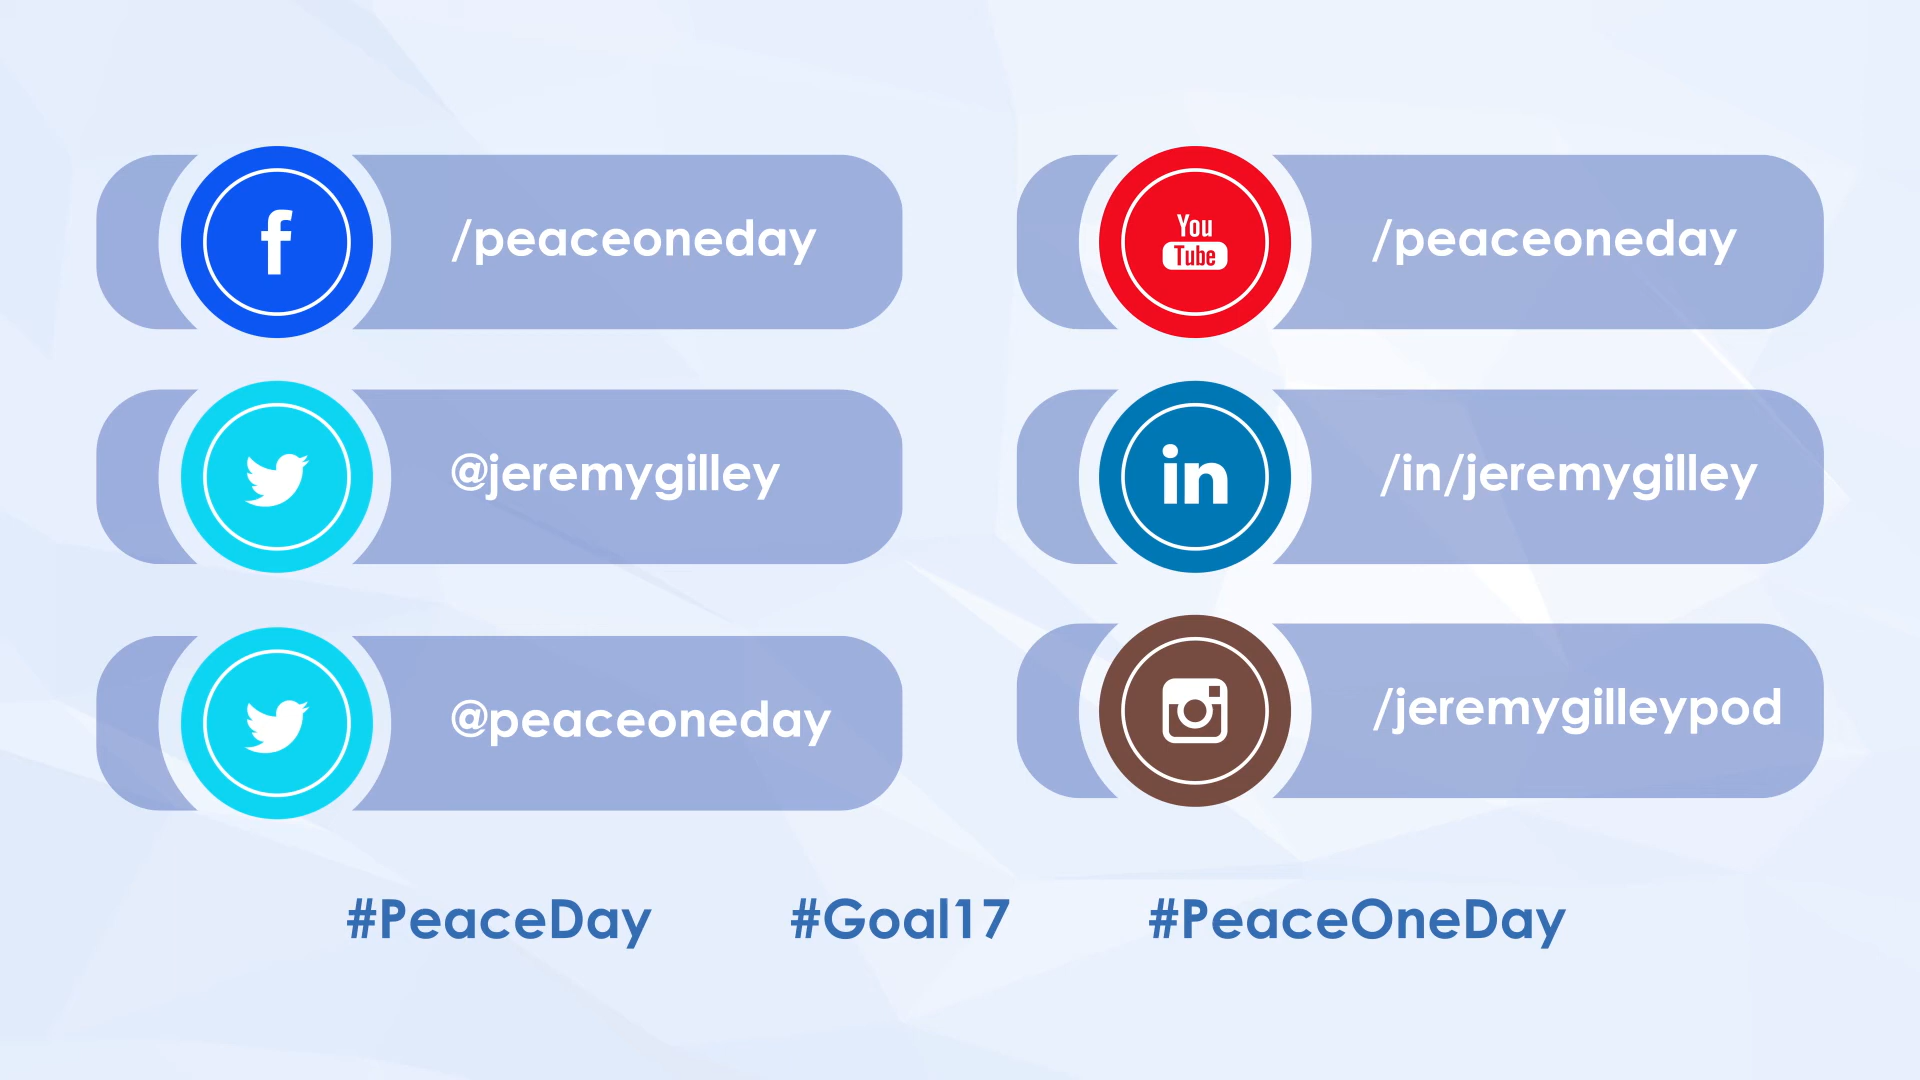 /peaceoneday
@jeremygilley
@peaceoneday
You
Tube
/peaceoneday
in
/in/jeremygilley
/jeremygilleypod
#PeaceDay #Goal17 #PeaceOneDay